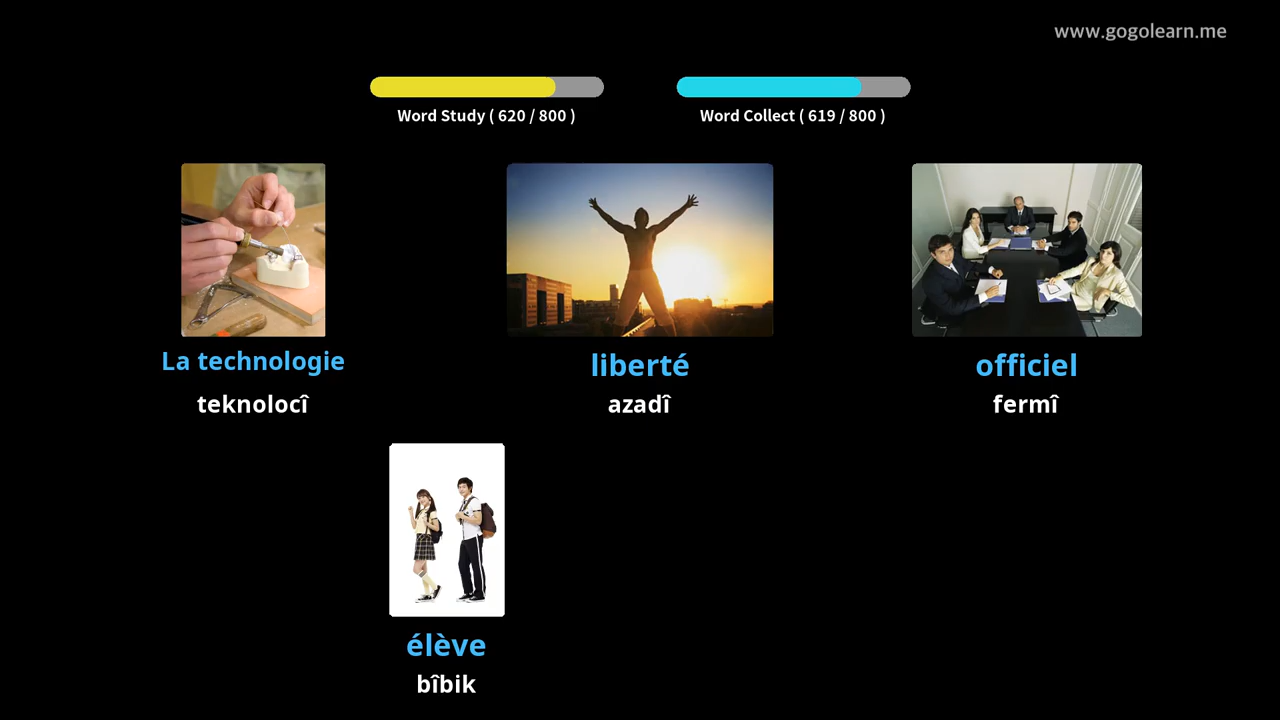 www.gogolearn.me
Word Study ( 620 / 800 )
Word Collect ( 619 / 800 )
La technologie
teknolocî
liberté
azadî
officiel
fermî
élève
bîbik